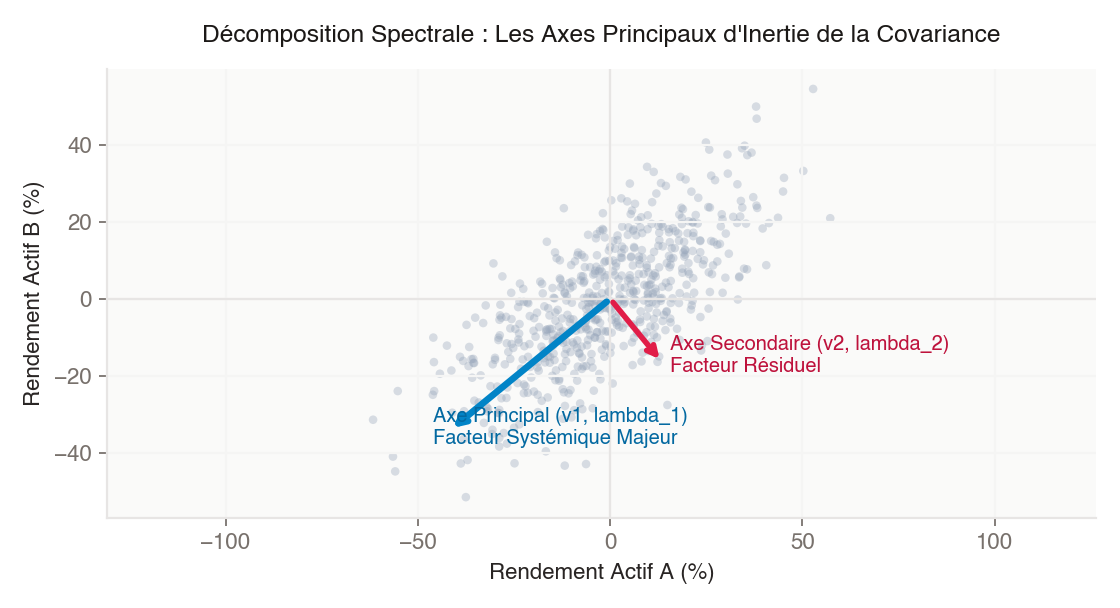 Décomposition Spectrale : Les Axes Principaux d'Inertie de la Covariance
Rendement Actif B (%)
40
20
0
−20
−40
Axe Secondaire (v2, lambda_2)
Facteur Résiduel
Axe Principal (v1, lambda_1)
Facteur Systémique Majeur
−100
−50
0
50
100
Rendement Actif A (%)